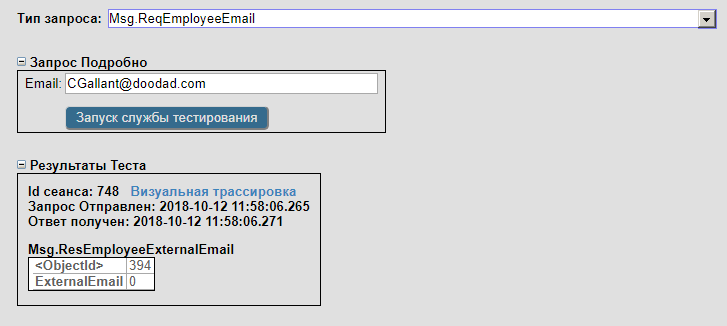 Тип запроса: Msg.ReqEmployeeEmail
Запрос Подробно
Email: CGallant@doodad.com
Запуск службы тестирования
Результаты Теста
Id сеанса: 748 Визуальная трассировка
Запрос Отправлен: 2018-10-12 11:58:06.265
Ответ получен: 2018-10-12 11:58:06.271
Msg.ResEmployeeExternalEmail
<ObjectId> 394
ExternalEmail 0